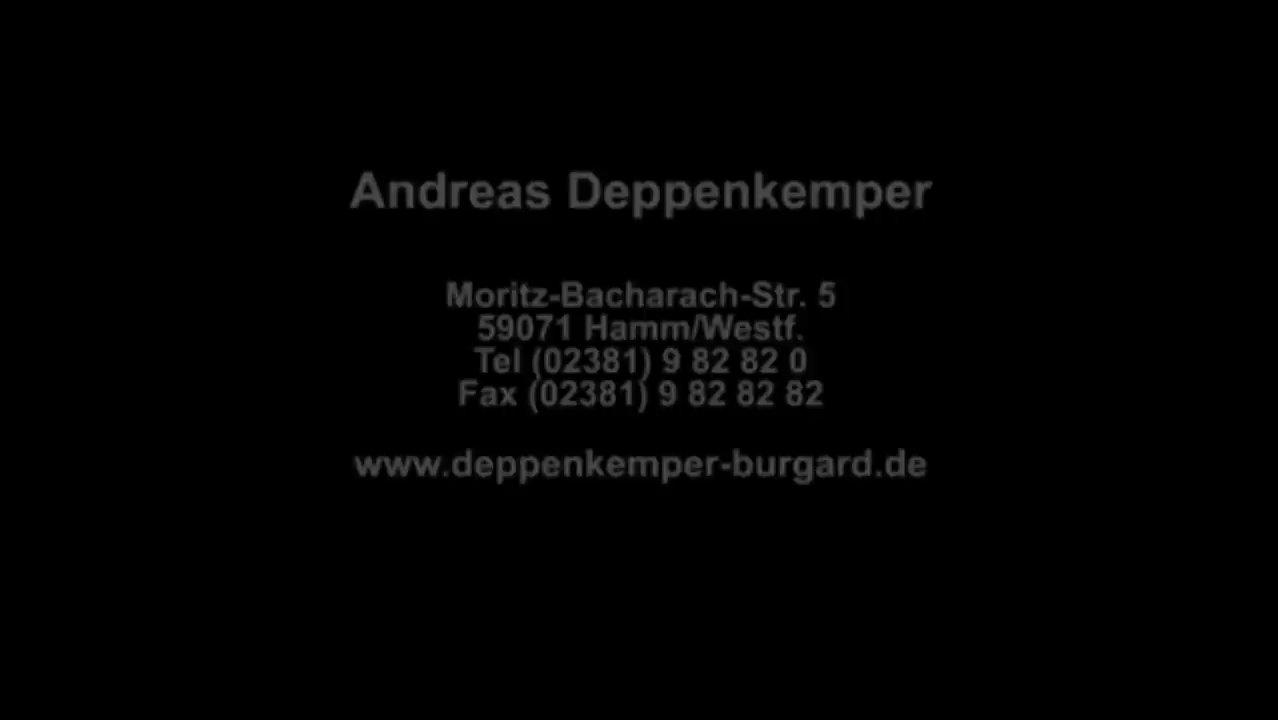 Andreas Deppenkemper
Moritz-Bacharach-Str. 5
59071 Hamm/Westf.
Tel (02381) 9 82 82 0
Fax (02381) 9 82 82 82
www.deppenkemper-burgard.de